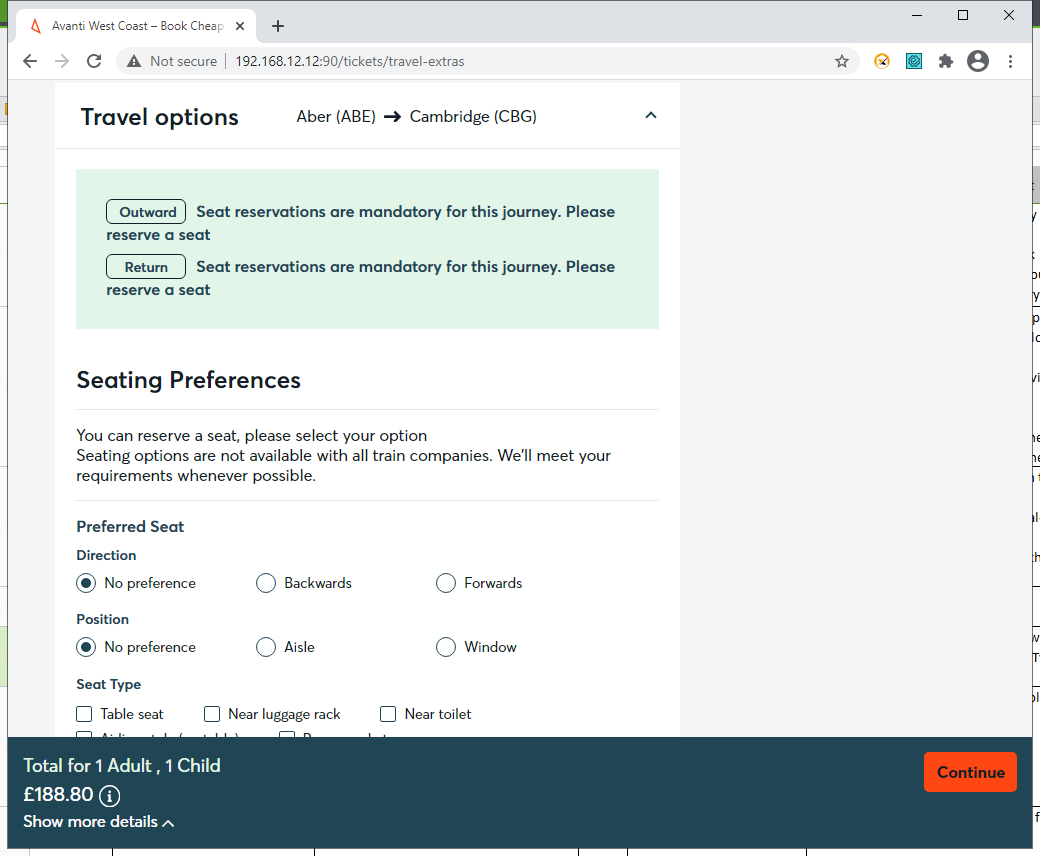 Avanti West Coast – Book Cheap
Not secure
192.168.12.12:90/tickets/travel-extras
Travel options
Aber (ABE) → Cambridge (CBG)
Outward Seat reservations are mandatory for this journey. Please
reserve a seat
Return Seat reservations are mandatory for this journey. Please
reserve a seat
Seating Preferences
You can reserve a seat, please select your option
Seating options are not available with all train companies. We'll meet your
requirements whenever possible.
Preferred Seat
Direction
No preference Backwards Forwards
Position
No preference Aisle Window
Seat Type
Table seat Near luggage rack Near toilet
Total for 1 Adult , 1 Child
£188.80
Show more details
Continue